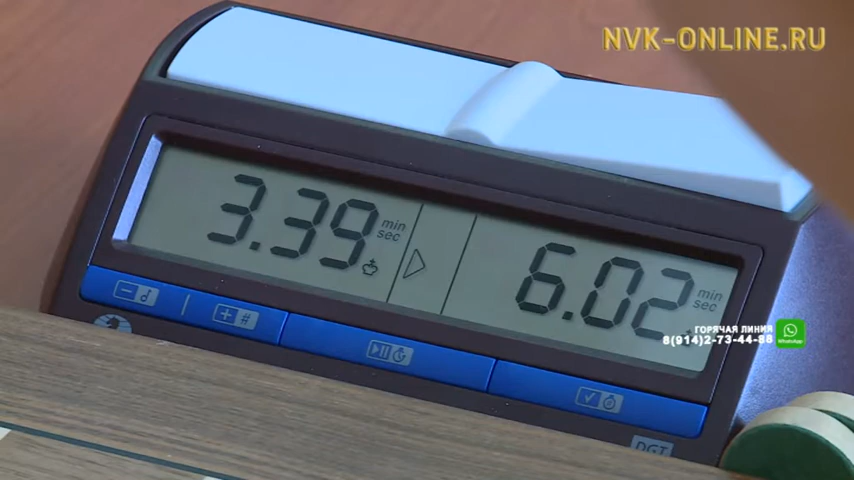 NVK-ONLINE.RU
3.39 min sec
6.02 min sec
ГОРЯЧАЯ ЛИНИЯ
8(914)2-73-44-88
WhatsApp
- +#
DGT